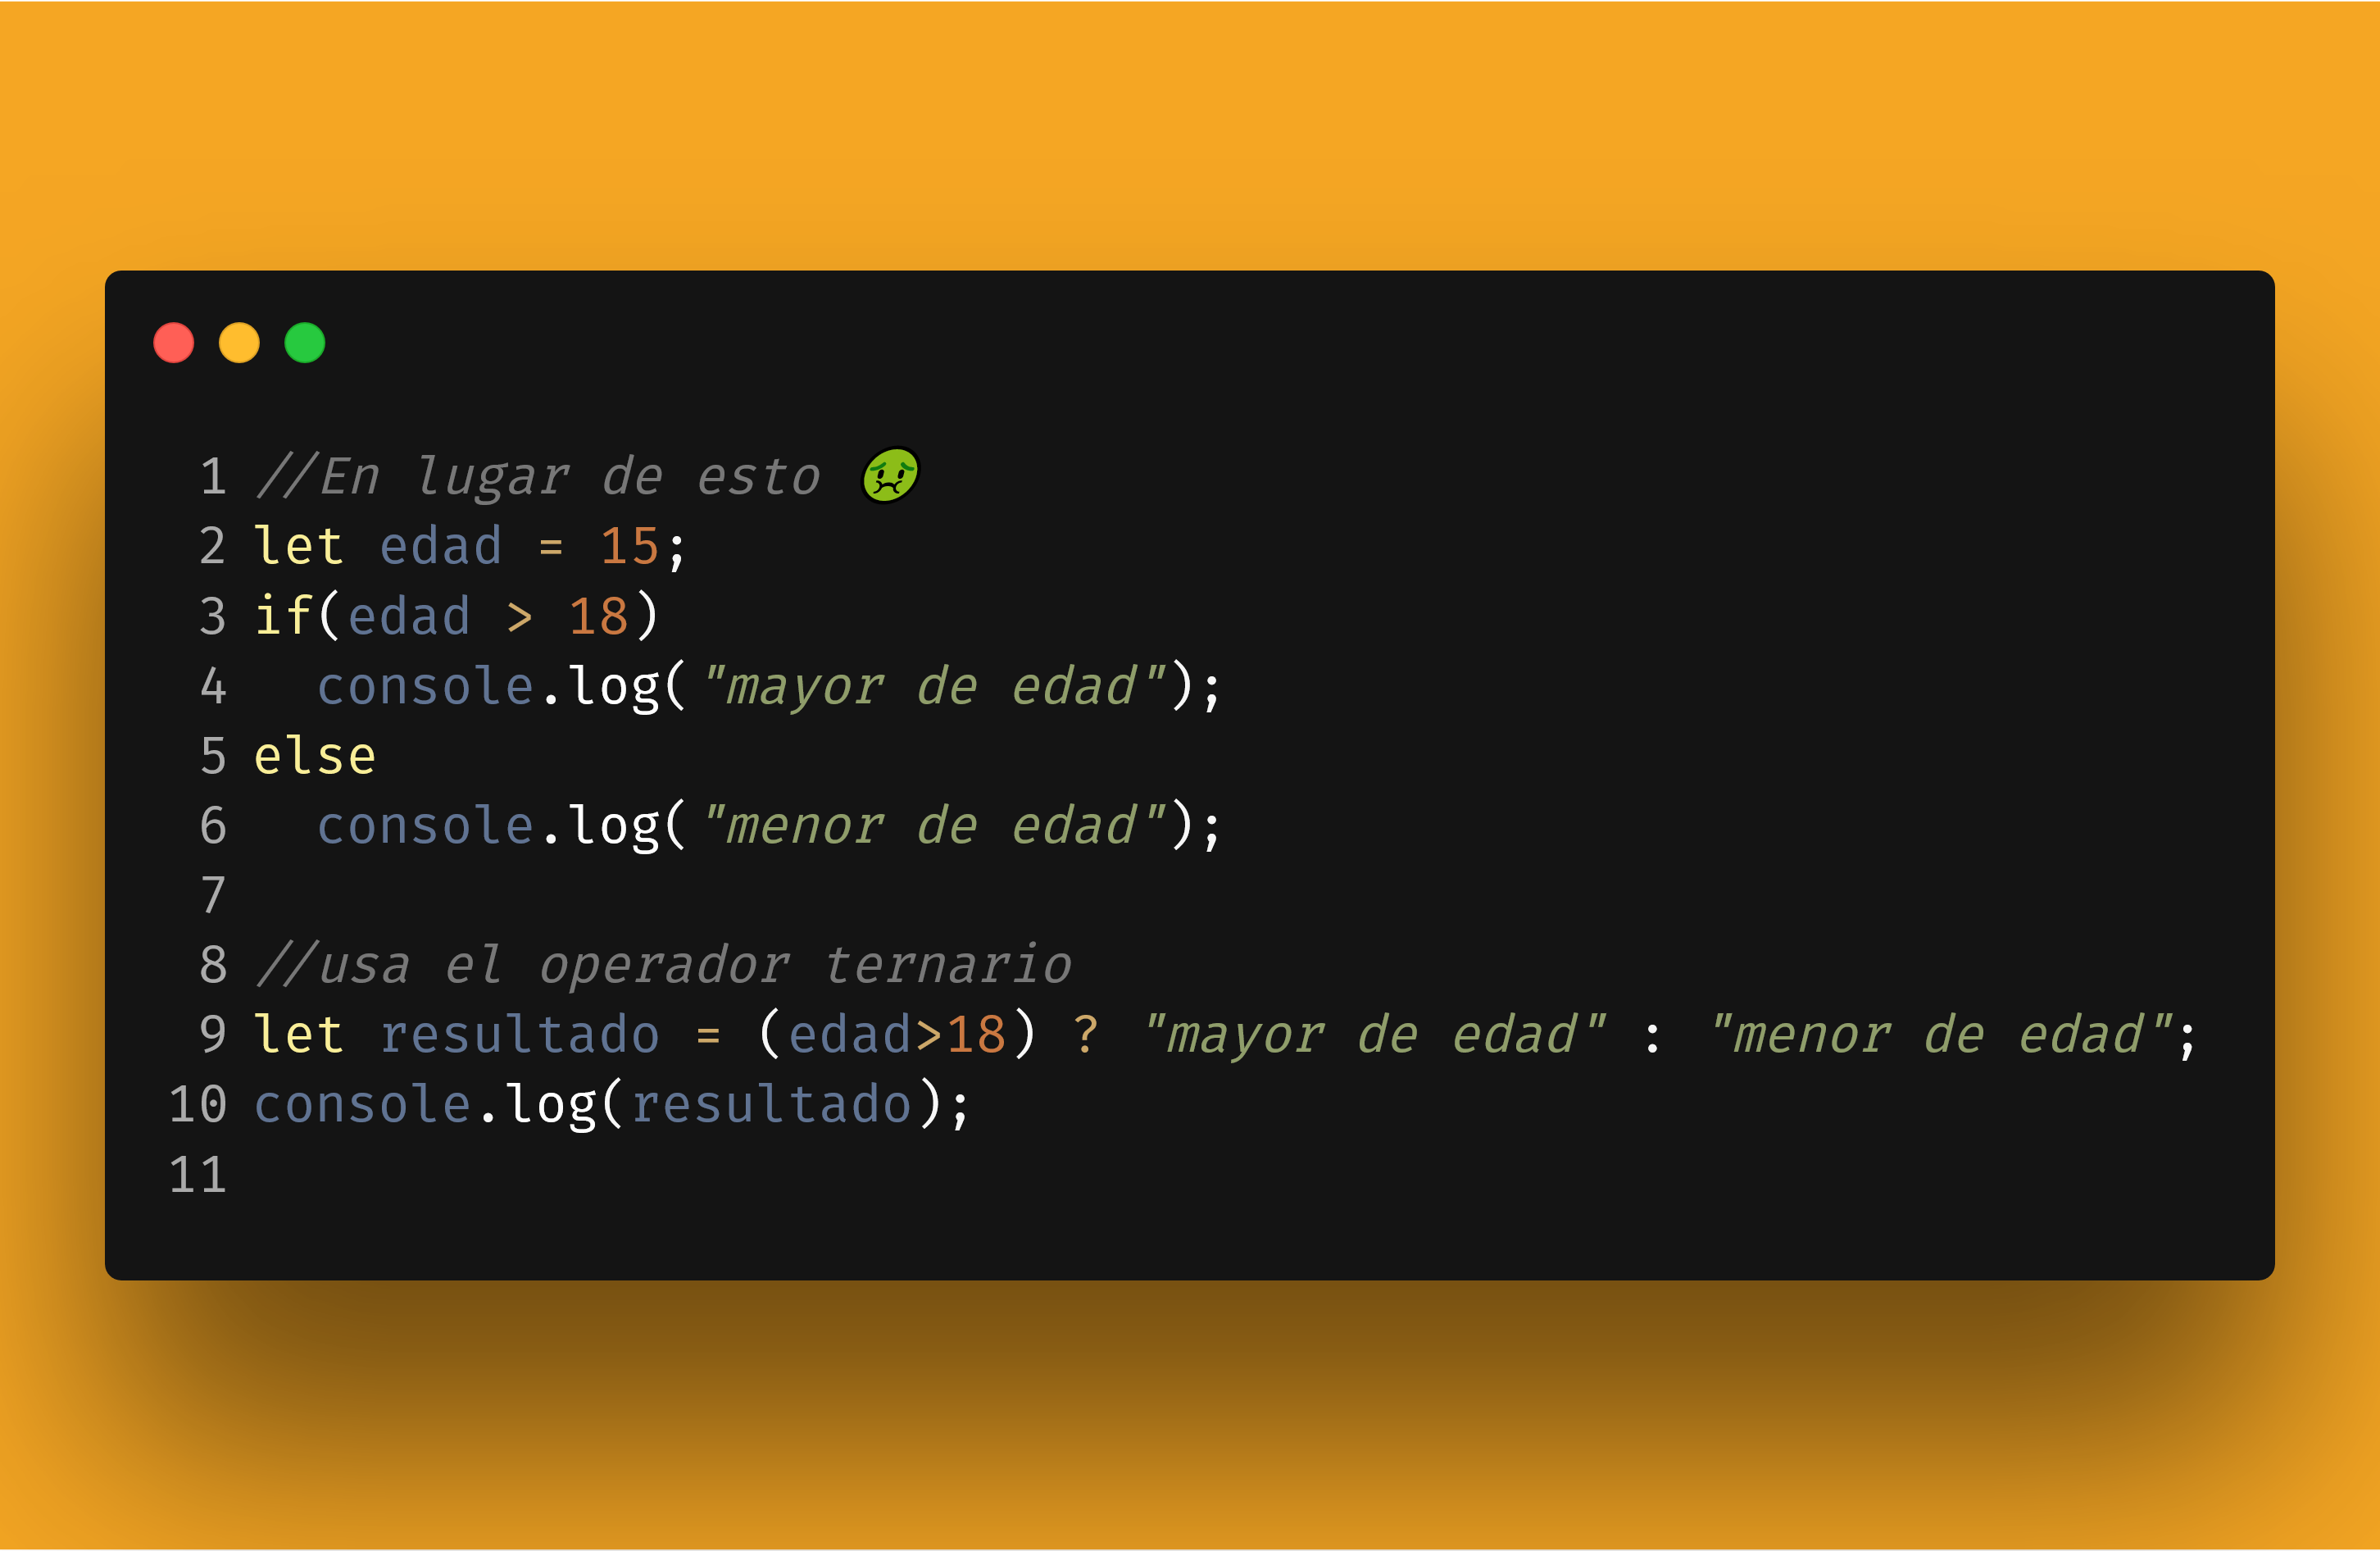 1 //En lugar de esto 🤢
2 let edad = 15;
3 if(edad > 18)
4   console.log("mayor de edad");
5 else
6   console.log("menor de edad");
7
8 //usa el operador ternario
9 let resultado = (edad>18) ? "mayor de edad" : "menor de edad";
10 console.log(resultado);
11